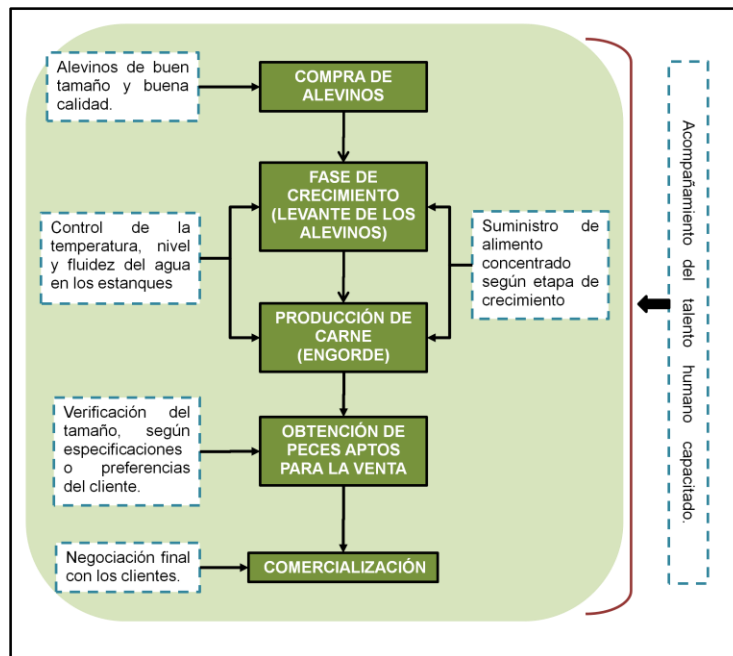 Alevinos de buen
tamaño y buena
calidad.
COMPRA DE
ALEVINOS
FASE DE
CRECIMIENTO
(LEVANTE DE LOS
ALEVINOS)
Control de la
temperatura, nivel
y fluidez del agua
en los estanques
Suministro de
alimento
concentrado
según etapa de
crecimiento
PRODUCCIÓN DE
CARNE
(ENGORDE)
Verificación del
tamaño, según
especificaciones
o preferencias
del cliente.
OBTENCIÓN DE
PECES APTOS
PARA LA VENTA
Negociación final
con los clientes.
COMERCIALIZACIÓN
Acompañamiento del talento humano capacitado.